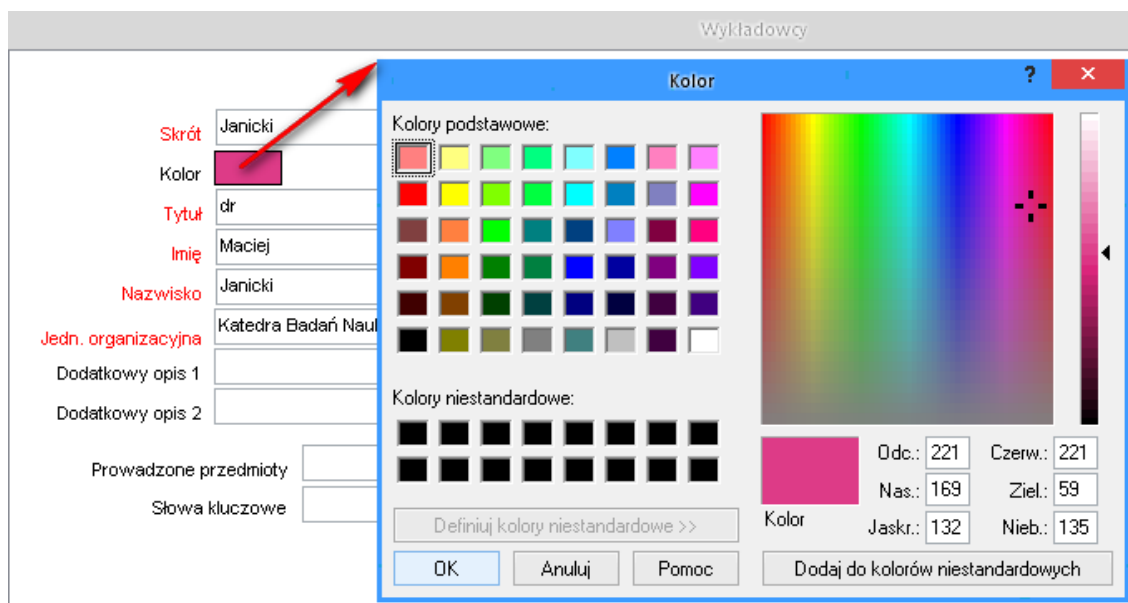 Wykładowcy
Skrót Janicki
Kolor
Tytuł dr
Imię Maciej
Nazwisko Janicki
Jedn. organizacyjna Katedra Badań
Dodatkowy opis 1
Dodatkowy opis 2
Prowadzone przedmioty
Słowa kluczowe
Kolor ?
Kolory podstawowe:
Kolory niestandardowe:
Definiuj kolory niestandardowe >>
OK Anuluj Pomoc
Kolor
Odc.: 221 Czerw.: 221
Nas.: 169 Ziel.: 59
Jaskr.: 132 Nieb.: 135
Dodaj do kolorów niestandardowych